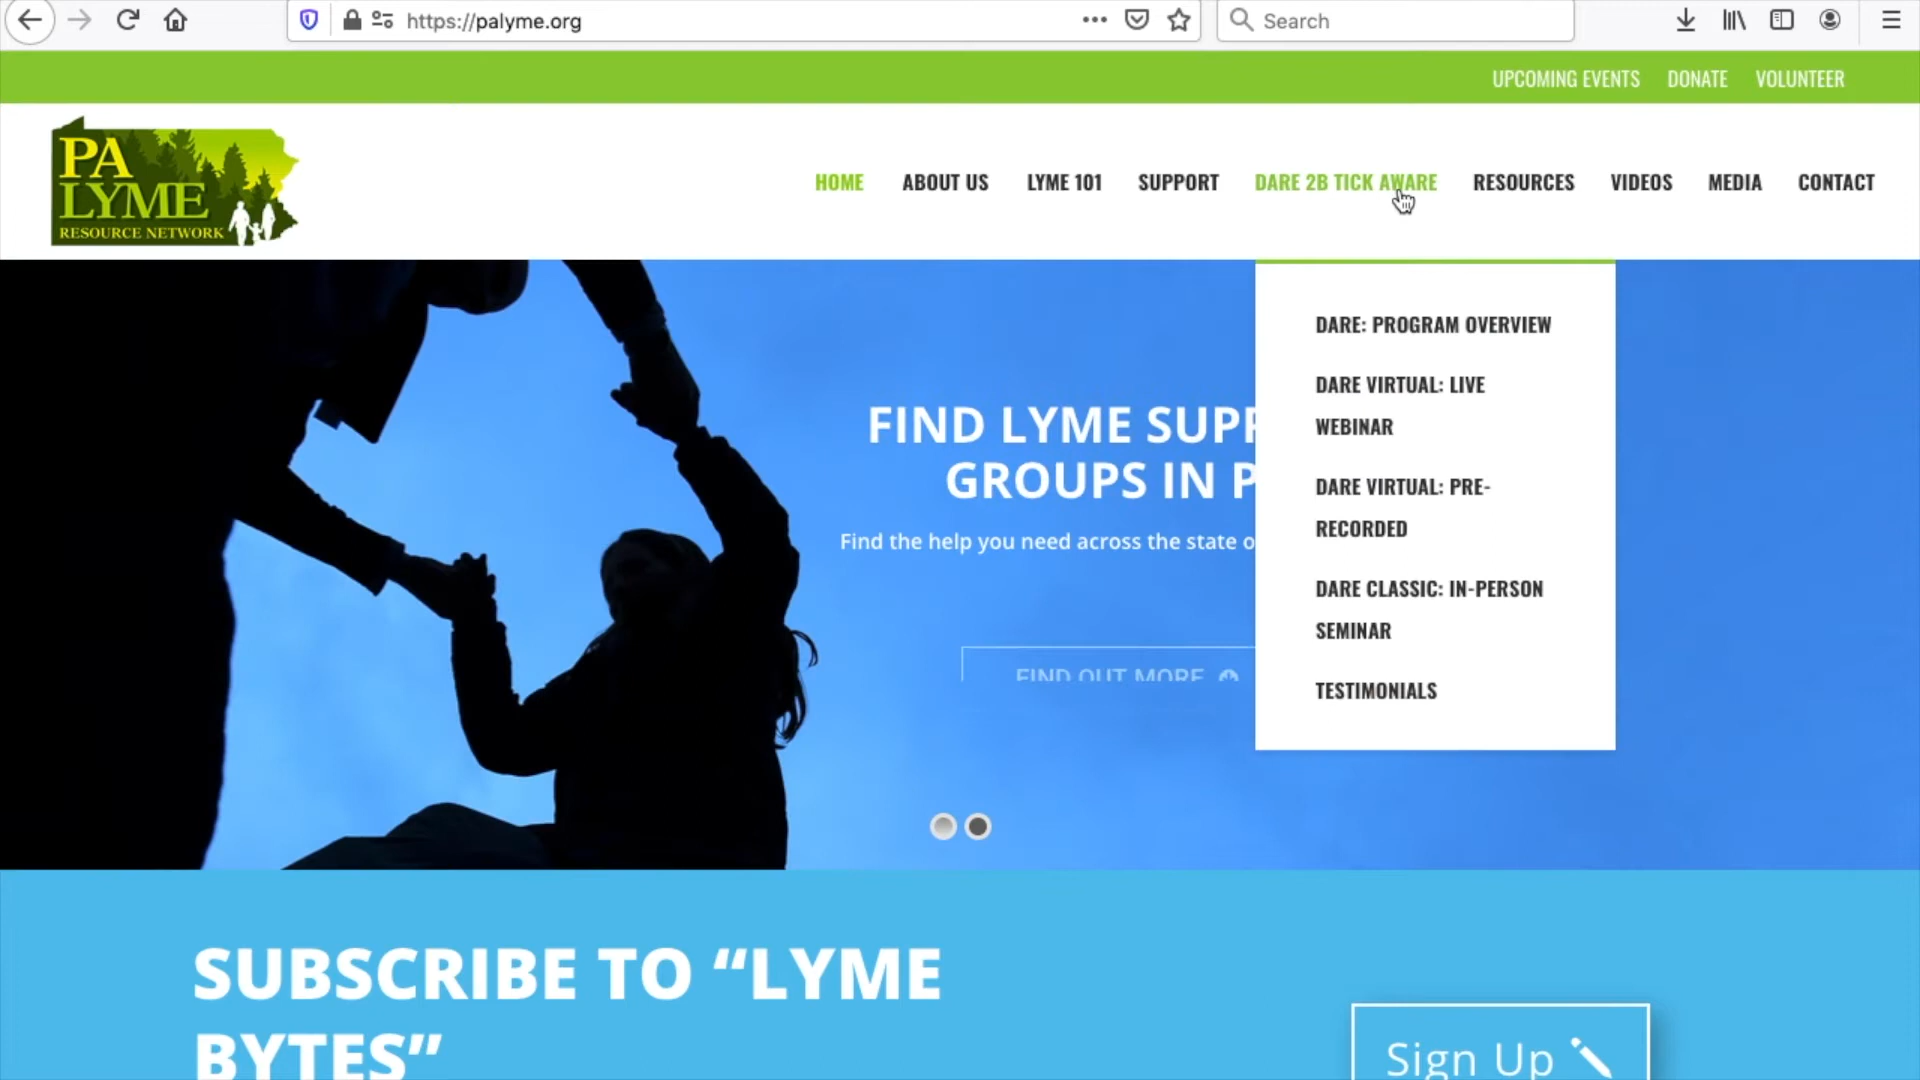 https://palyme.org
Search
UPCOMING EVENTS DONATE VOLUNTEER
PA
LYME
RESOURCE NETWORK
HOME ABOUT US LYME 101 SUPPORT DARE 2B TICK AWARE RESOURCES VIDEOS MEDIA CONTACT
DARE: PROGRAM OVERVIEW
DARE VIRTUAL: LIVE
WEBINAR
DARE VIRTUAL: PRE-
RECORDED
DARE CLASSIC: IN-PERSON
SEMINAR
TESTIMONIALS
FIND LYME SUPP
GROUPS IN P
Find the help you need across the state o
FIND OUT MORE
SUBSCRIBE TO “LYME
BYTES”
Sign Up